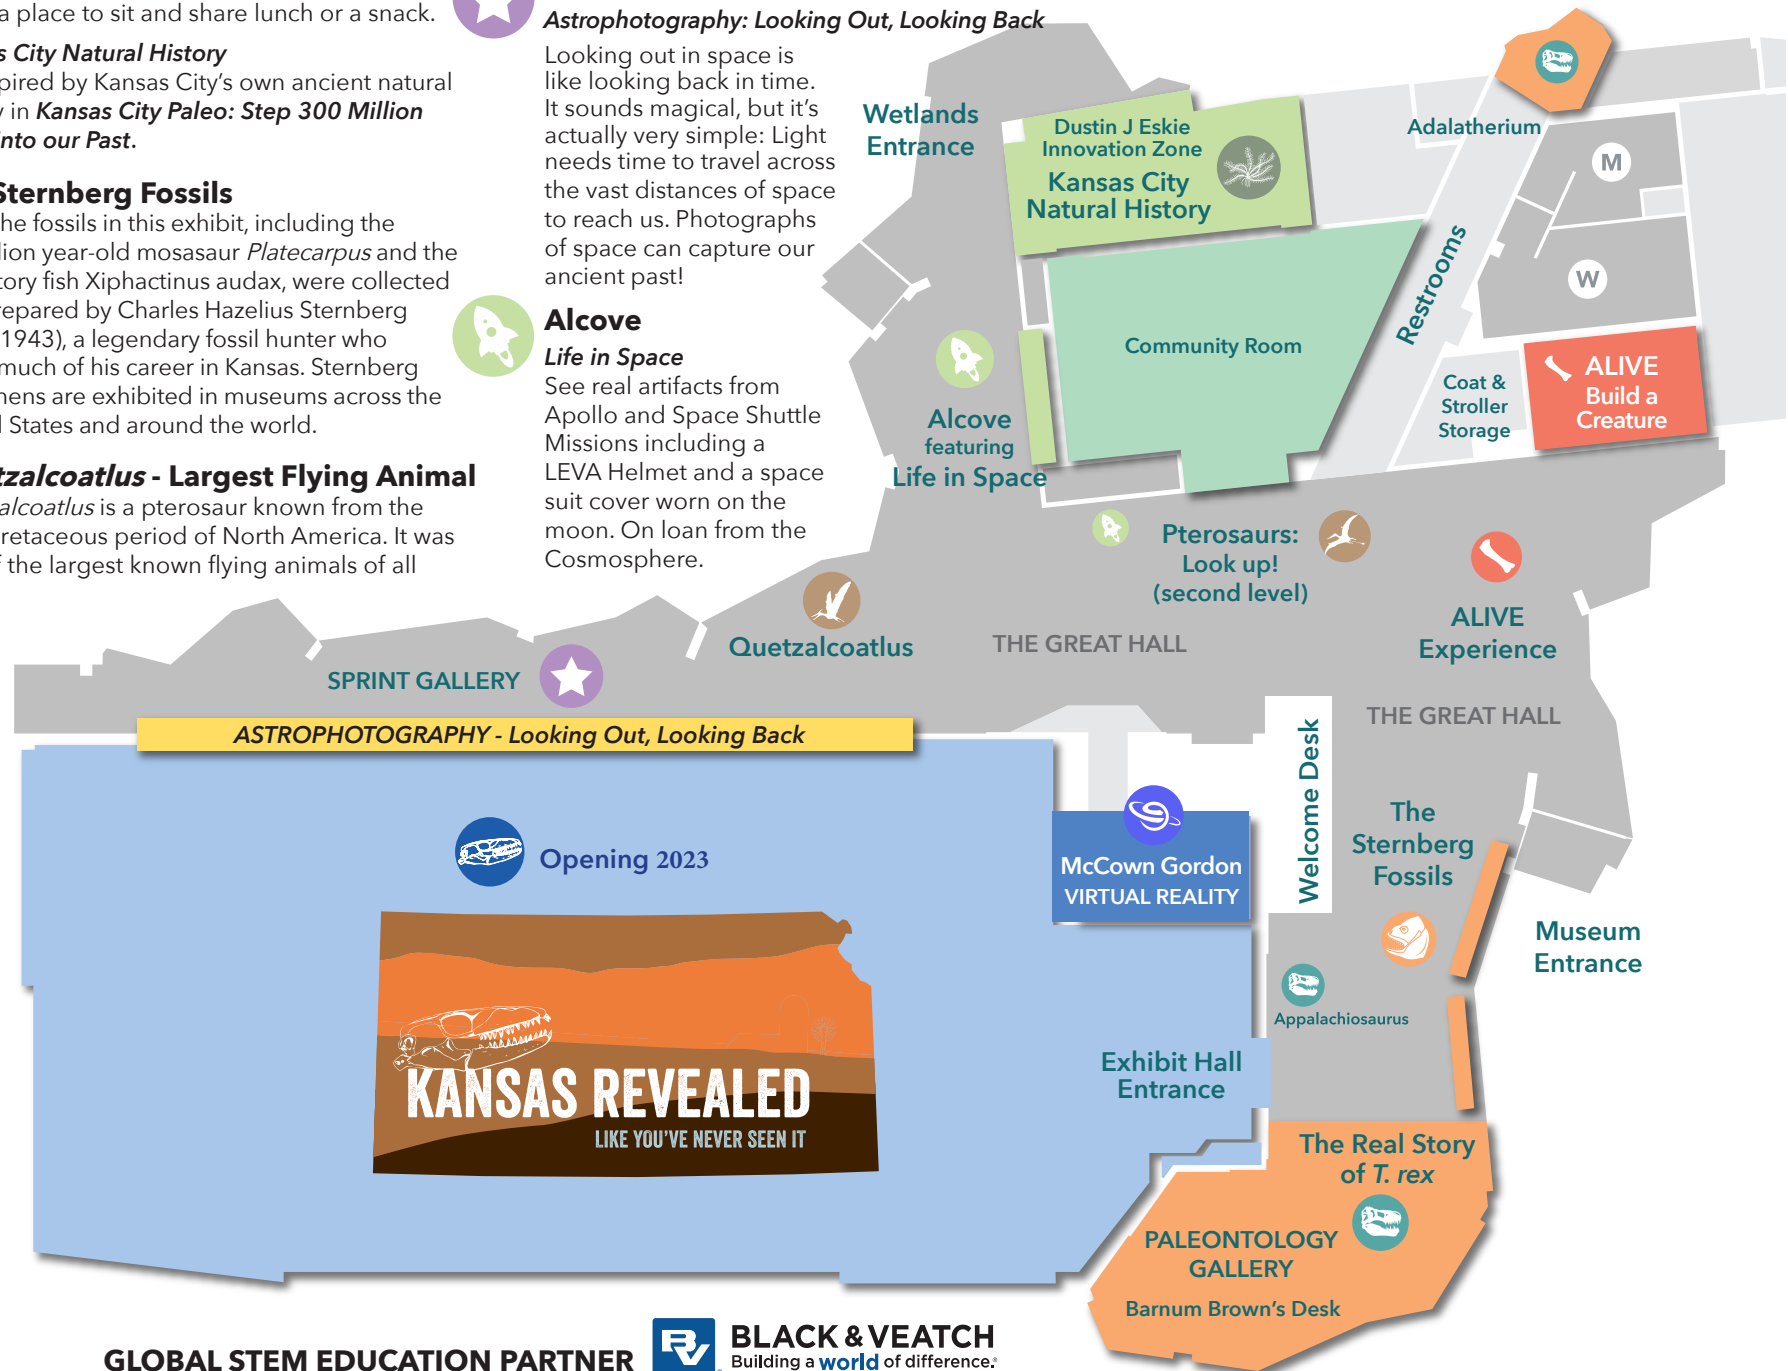 a place to sit and share lunch or a snack.
s City Natural History
pired by Kansas City's own ancient natural
y in Kansas City Paleo: Step 300 Million
nto our Past.
Sternberg Fossils
he fossils in this exhibit, including the
lion year-old mosasaur Platecarpus and the
tory fish Xiphactinus audax, were collected
repared by Charles Hazelius Sternberg
1943), a legendary fossil hunter who
much of his career in Kansas. Sternberg
mens are exhibited in museums across the
d States and around the world.
tzalcoatlus - Largest Flying Animal
alcoatlus is a pterosaur known from the
retaceous period of North America. It was
f the largest known flying animals of all
Astrophotography: Looking Out, Looking Back
Looking out in space is
like looking back in time.
It sounds magical, but it's
actually very simple: Light
needs time to travel across
the vast distances of space
to reach us. Photographs
of space can capture our
ancient past!
Alcove
Life in Space
See real artifacts from
Apollo and Space Shuttle
Missions including a
LEVA Helmet and a space
suit cover worn on the
moon. On loan from the
Cosmosphere.
Wetlands
Entrance
Dustin J Eskie
Innovation Zone
Kansas City
Natural History
Adalatherium
M
W
Restrooms
Community Room
Coat &
Stroller
Storage
ALIVE
Build a
Creature
Alcove
featuring
Life in Space
Pterosaurs:
Look up!
(second level)
ALIVE
Experience
Quetzalcoatlus
THE GREAT HALL
SPRINT GALLERY
THE GREAT HALL
ASTROPHOTOGRAPHY - Looking Out, Looking Back
Welcome Desk
The
Sternberg
Fossils
Opening 2023
McCown Gordon
VIRTUAL REALITY
Museum
Entrance
Appalachiosaurus
Exhibit Hall
Entrance
KANSAS REVEALED
LIKE YOU'VE NEVER SEEN IT
The Real Story
of T. rex
PALEONTOLOGY
GALLERY
Barnum Brown's Desk
GLOBAL STEM EDUCATION PARTNER
BV
BLACK & VEATCH
Building a world of difference.®